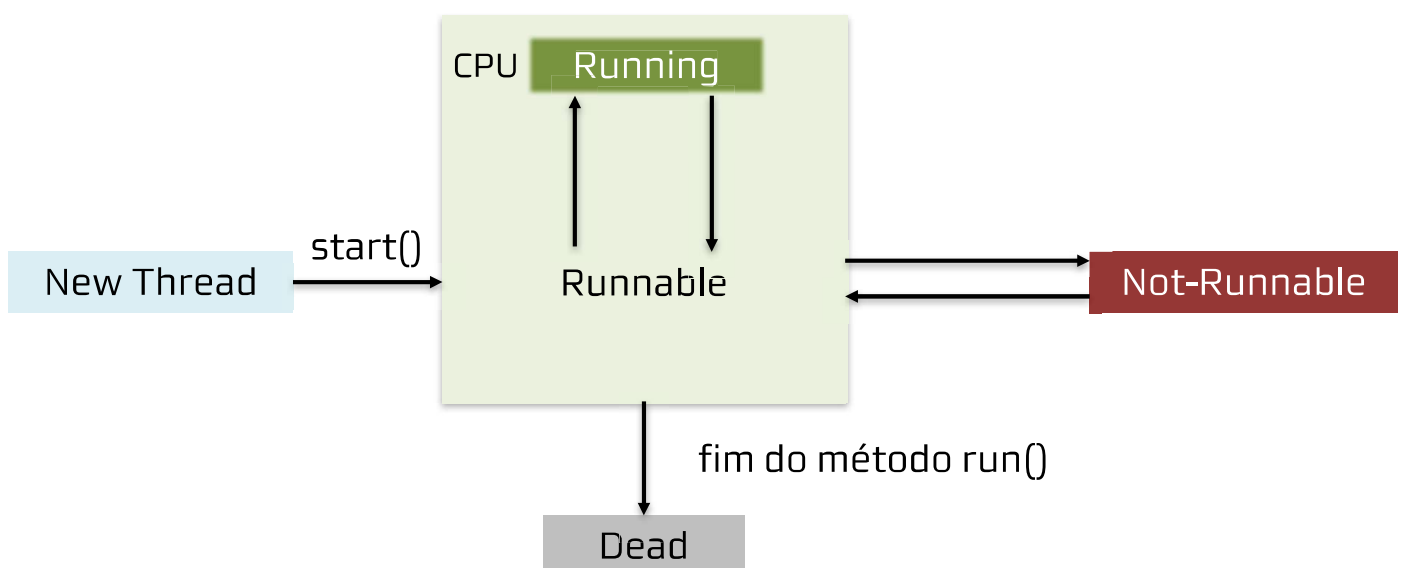 CPU
Running
start()
New Thread
Runnable
Not-Runnable
fim do método run()
Dead